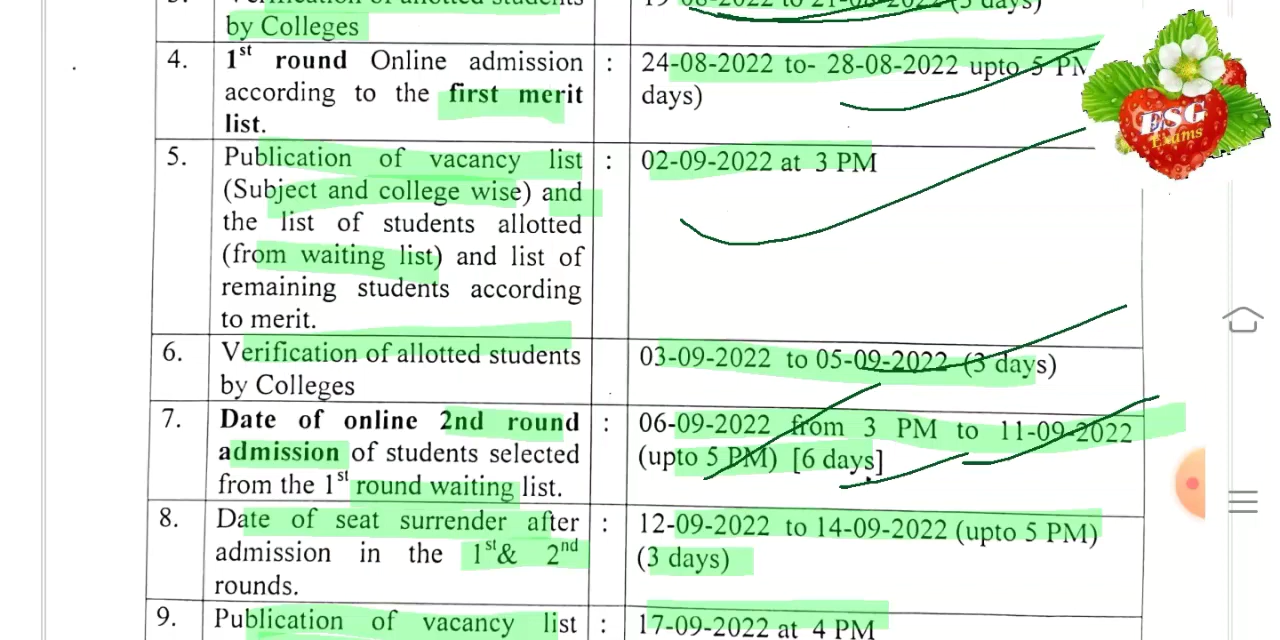 by Colleges
4. 1st round Online admission : 24-08-2022 to- 28-08-2022 upto 5 PM
according to the first merit days)
list.
5. Publication of vacancy list : 02-09-2022 at 3 PM
(Subject and college wise) and
the list of students allotted
(from waiting list) and list of
remaining students according
to merit.
6. Verification of allotted students 03-09-2022 to 05-09-2022 (3 days)
by Colleges
7. Date of online 2nd round : 06-09-2022 from 3 PM to 11-09-2022
admission of students selected (upto 5 PM) [6 days]
from the 1st round waiting list.
8. Date of seat surrender after : 12-09-2022 to 14-09-2022 (upto 5 PM)
admission in the 1st& 2nd (3 days)
rounds.
9. Publication of vacancy list : 17-09-2022 at 4 PM
ESG
Exams